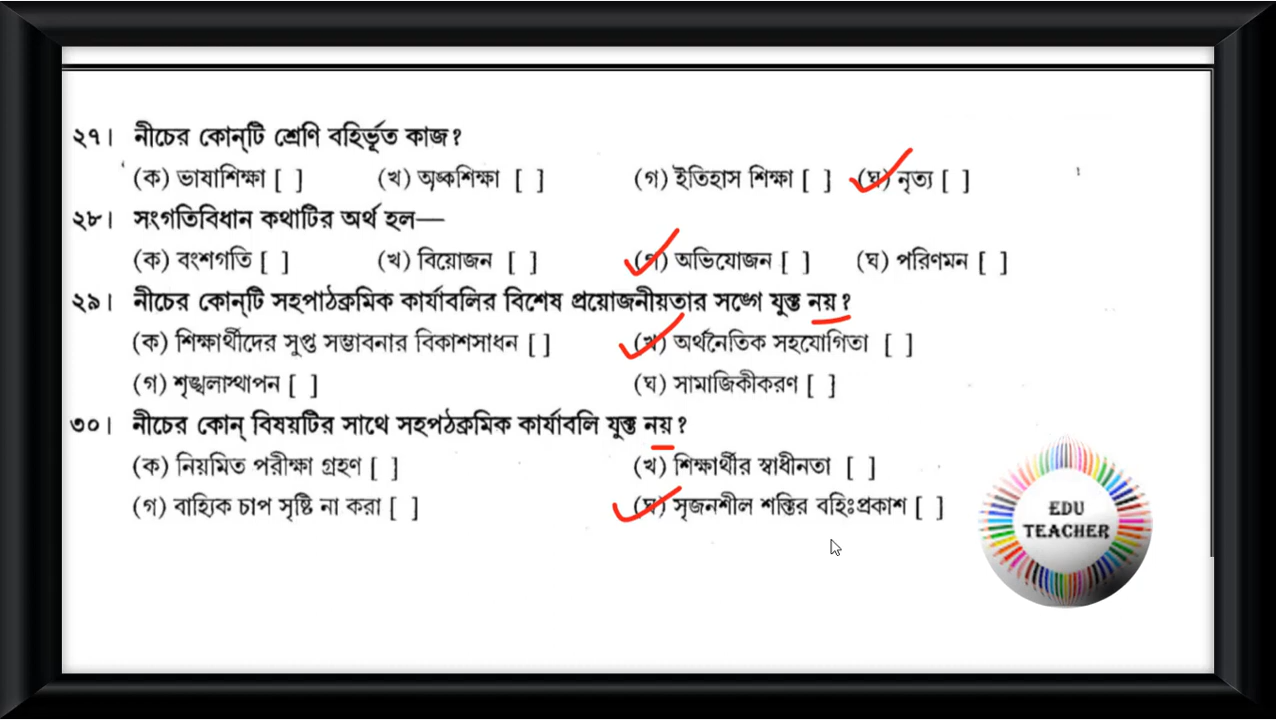 ২৭। নীচের কোন্‌টি শ্রেণি বহির্ভূত কাজ?
(ক) ভাষাশিক্ষা [ ] (খ) অঙ্কশিক্ষা [ ] (গ) ইতিহাস শিক্ষা [ ] (ঘ) নৃত্য [ ]
২৮। সংগতিবিধান কথাটির অর্থ হল—
(ক) বংশগতি [ ] (খ) বিয়োজন [ ] (গ) অভিযোজন [ ] (ঘ) পরিণমন [ ]
২৯। নীচের কোন্‌টি সহপাঠক্রমিক কার্যাবলির বিশেষ প্রয়োজনীয়তার সঙ্গে যুক্ত নয়?
(ক) শিক্ষার্থীদের সুপ্ত সম্ভাবনার বিকাশসাধন [ ] (খ) অর্থনৈতিক সহযোগিতা [ ]
(গ) শৃঙ্খলাস্থাপন [ ] (ঘ) সামাজিকীকরণ [ ]
৩০। নীচের কোন্ বিষয়টির সাথে সহপঠক্রমিক কার্যাবলি যুক্ত নয়?
(ক) নিয়মিত পরীক্ষা গ্রহণ [ ] (খ) শিক্ষার্থীর স্বাধীনতা [ ]
(গ) বাহ্যিক চাপ সৃষ্টি না করা [ ] (ঘ) সৃজনশীল শক্তির বহিঃপ্রকাশ [ ]
EDU
TEACHER